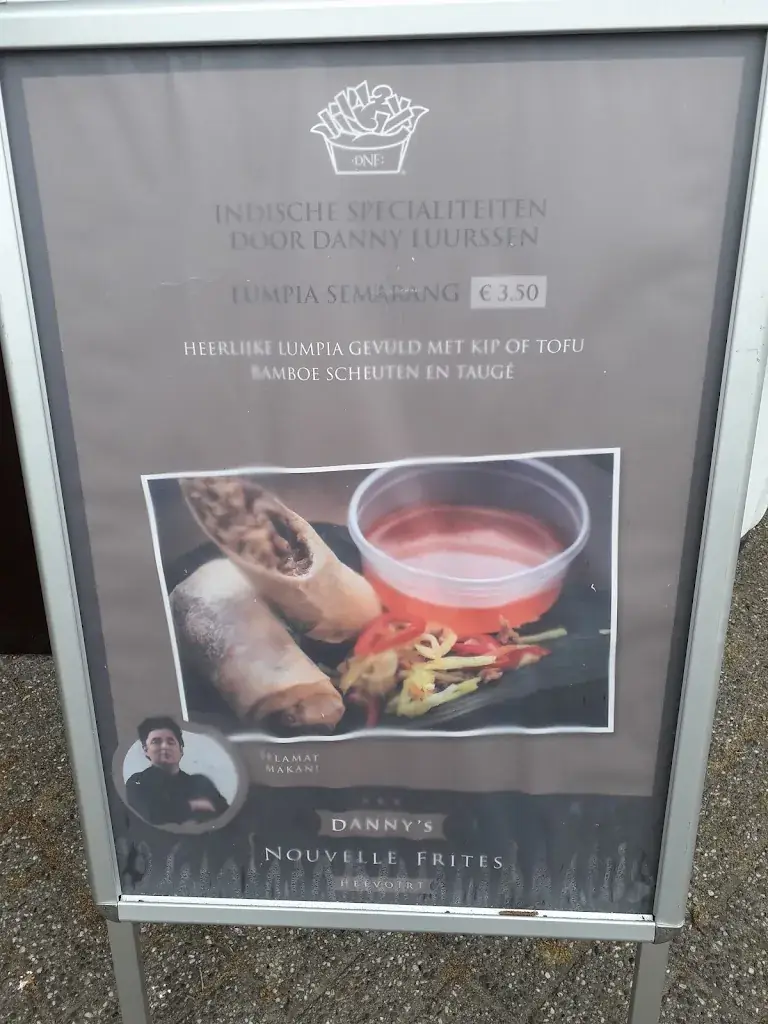 DNF
INDISCHE SPECIALITEITEN
DOOR DANNY LUURSSEN
LUMPIA SEMARANG € 3.50
HEERLIJKE LUMPIA GEVULD MET KIP OF TOFU
BAMBOE SCHEUTEN EN TAUGÉ
SELAMAT
MAKAN!
DANNY'S
NOUVELLE FRITES
HEEVOIRT